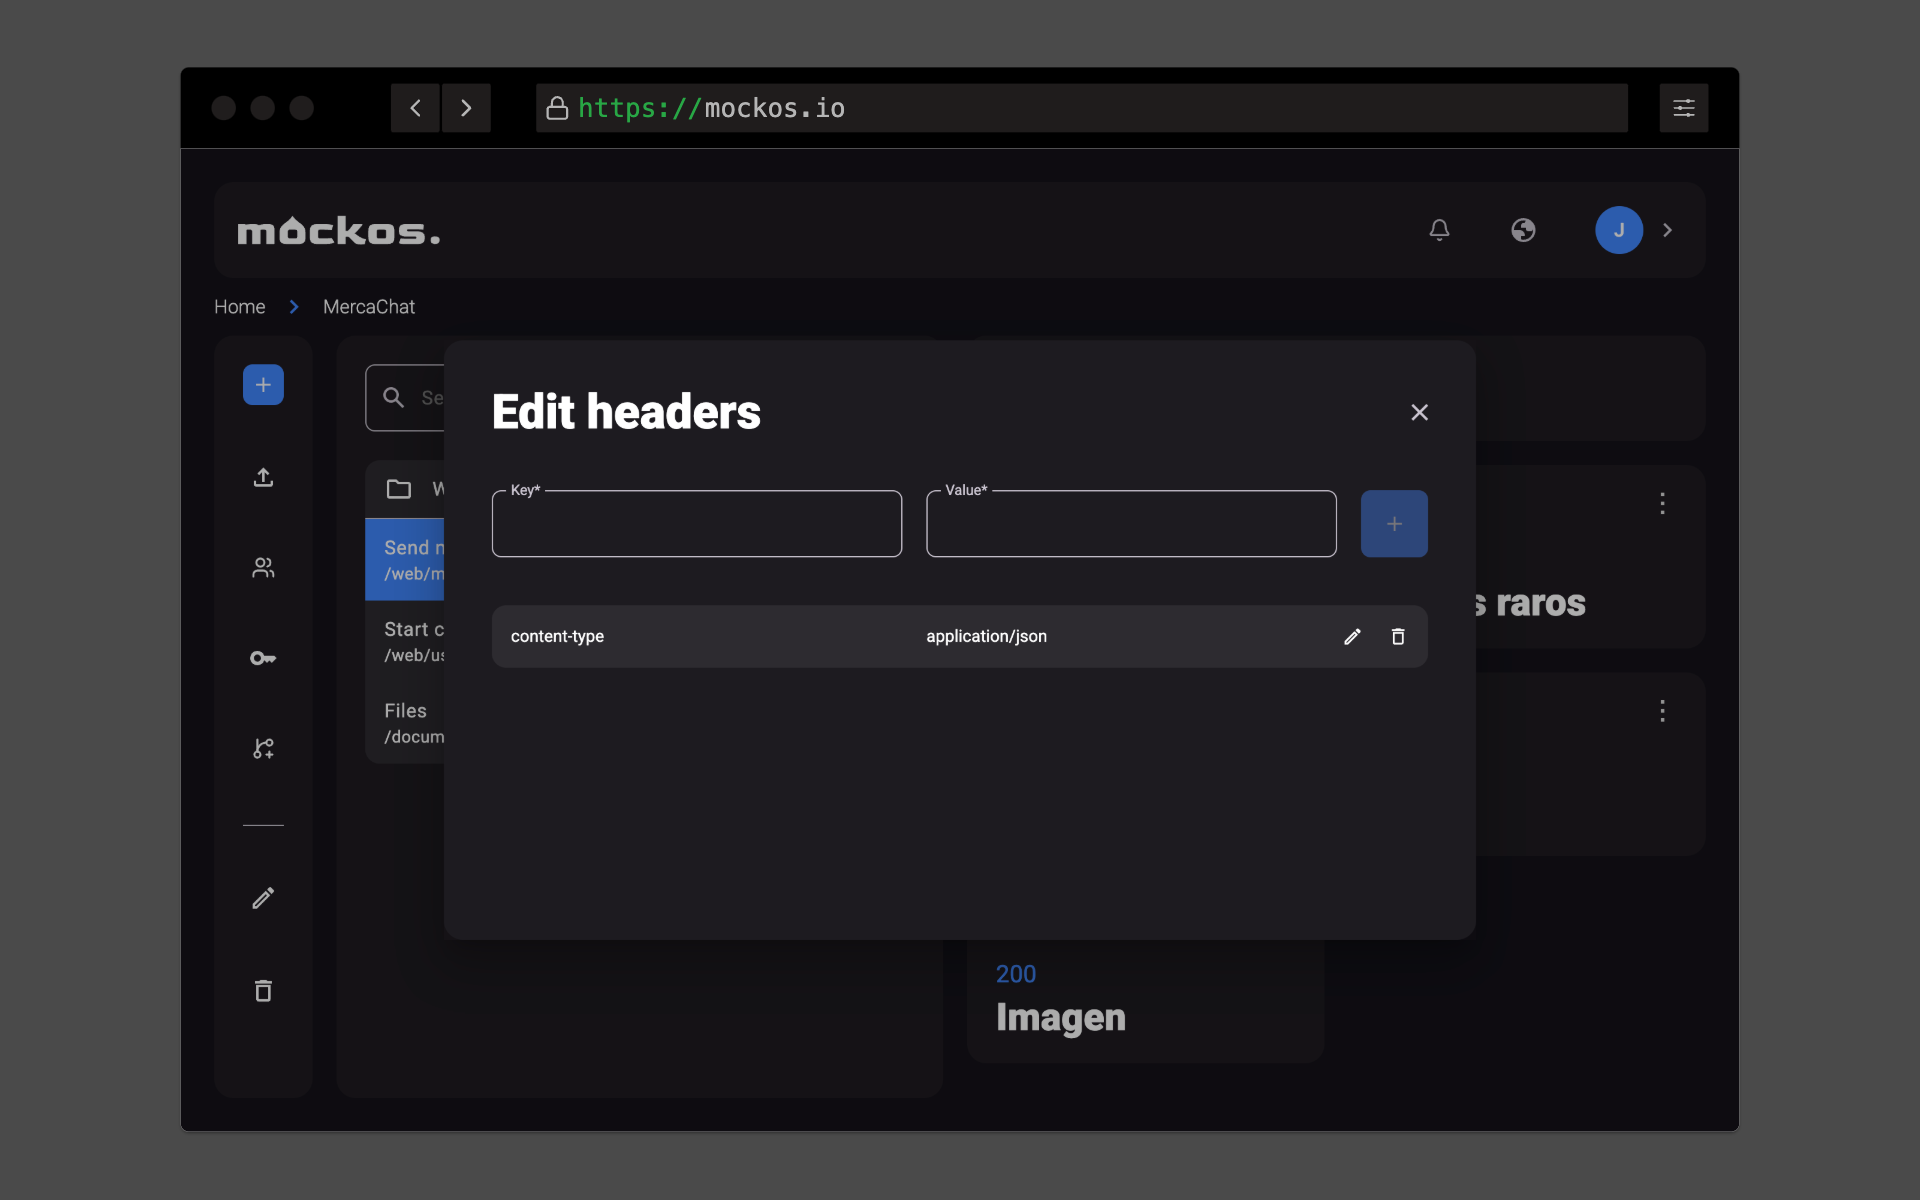 https://mockos.io
mockos.
J
Home
MercaChat
Edit headers
Key*
Value*
content-type
application/json
Send
/web/m
Start c
/web/us
Files
/docum
raros
200
Imagen